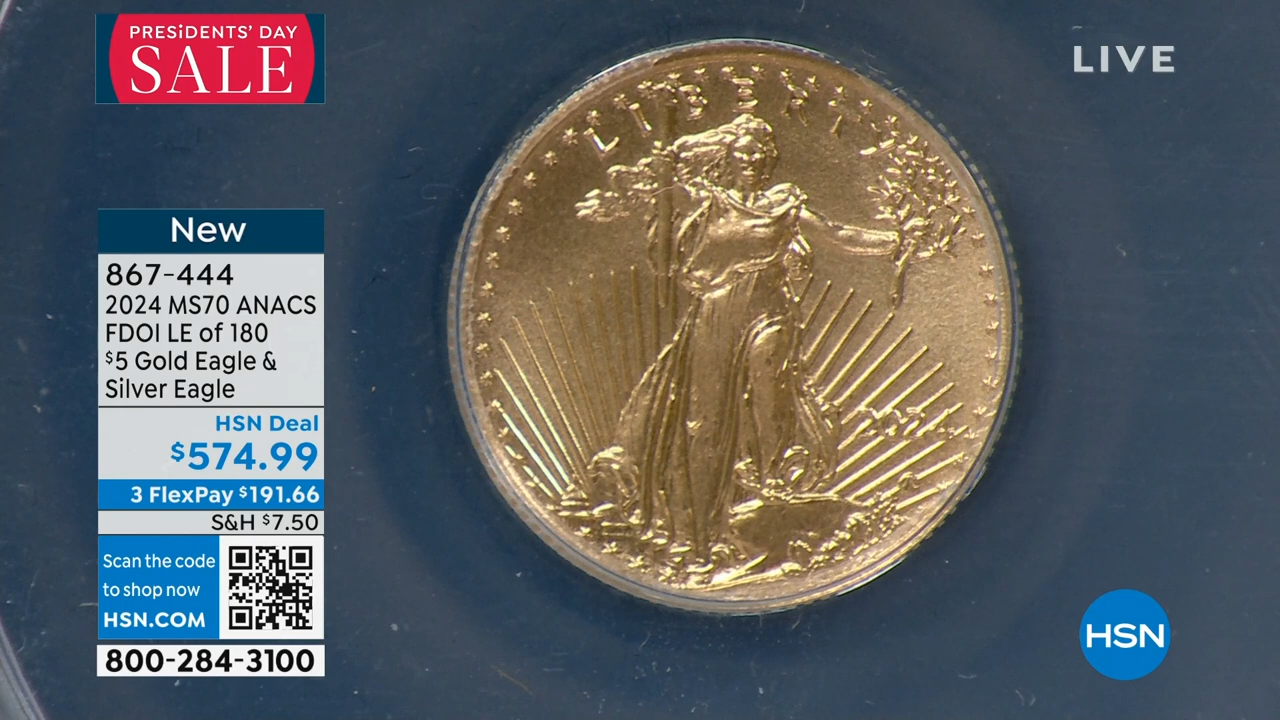 PRESiDENTS' DAY
SALE
LIVE
LIBERTY
New
867-444
2024 MS70 ANACS
FDOI LE of 180
$5 Gold Eagle &
Silver Eagle
HSN Deal
$574.99
3 FlexPay $191.66
S&H $7.50
Scan the code
to shop now
HSN.COM
800-284-3100
HSN